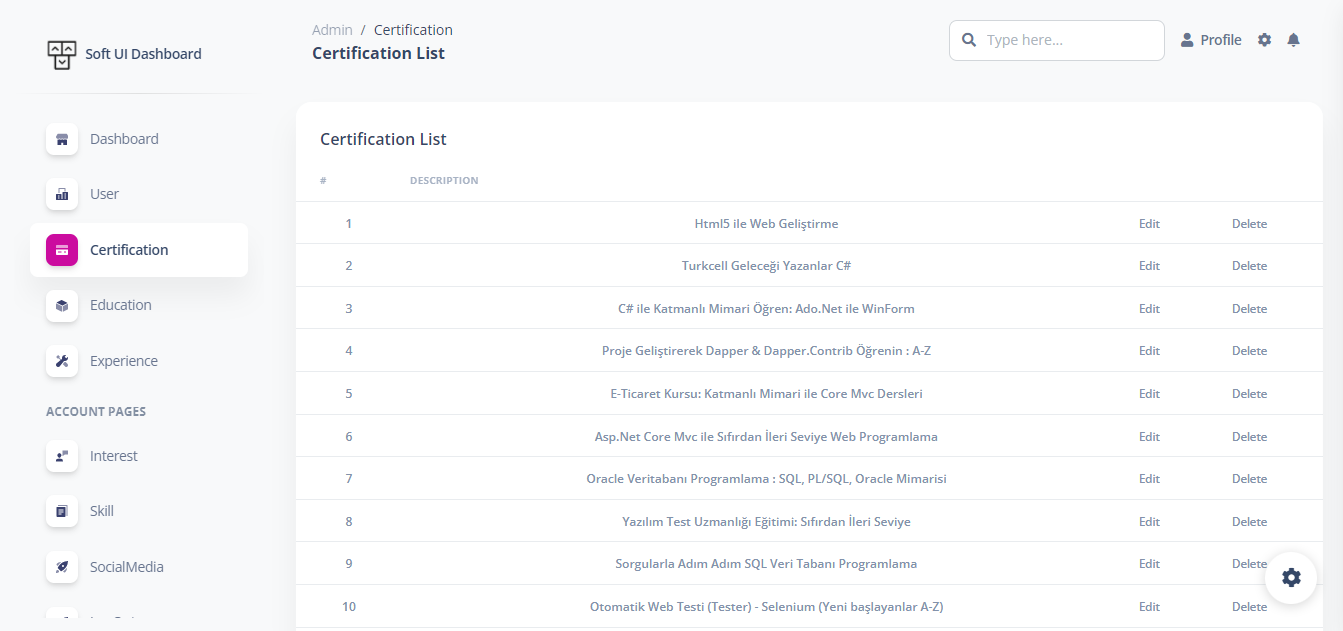 Soft UI Dashboard
Dashboard
User
Certification
Education
Experience
ACCOUNT PAGES
Interest
Skill
SocialMedia
Admin / Certification
Certification List
Type here...
Profile
Certification List
# DESCRIPTION
1 Html5 ile Web Geliştirme Edit Delete
2 Turkcell Geleceği Yazanlar C# Edit Delete
3 C# ile Katmanlı Mimari Öğren: Ado.Net ile WinForm Edit Delete
4 Proje Geliştirerek Dapper & Dapper.Contrib Öğrenin : A-Z Edit Delete
5 E-Ticaret Kursu: Katmanlı Mimari ile Core Mvc Dersleri Edit Delete
6 Asp.Net Core Mvc ile Sıfırdan İleri Seviye Web Programlama Edit Delete
7 Oracle Veritabanı Programlama : SQL, PL/SQL, Oracle Mimarisi Edit Delete
8 Yazılım Test Uzmanlığı Eğitimi: Sıfırdan İleri Seviye Edit Delete
9 Sorgularla Adım Adım SQL Veri Tabanı Programlama Edit Delete
10 Otomatik Web Testi (Tester) - Selenium (Yeni başlayanlar A-Z) Edit Delete